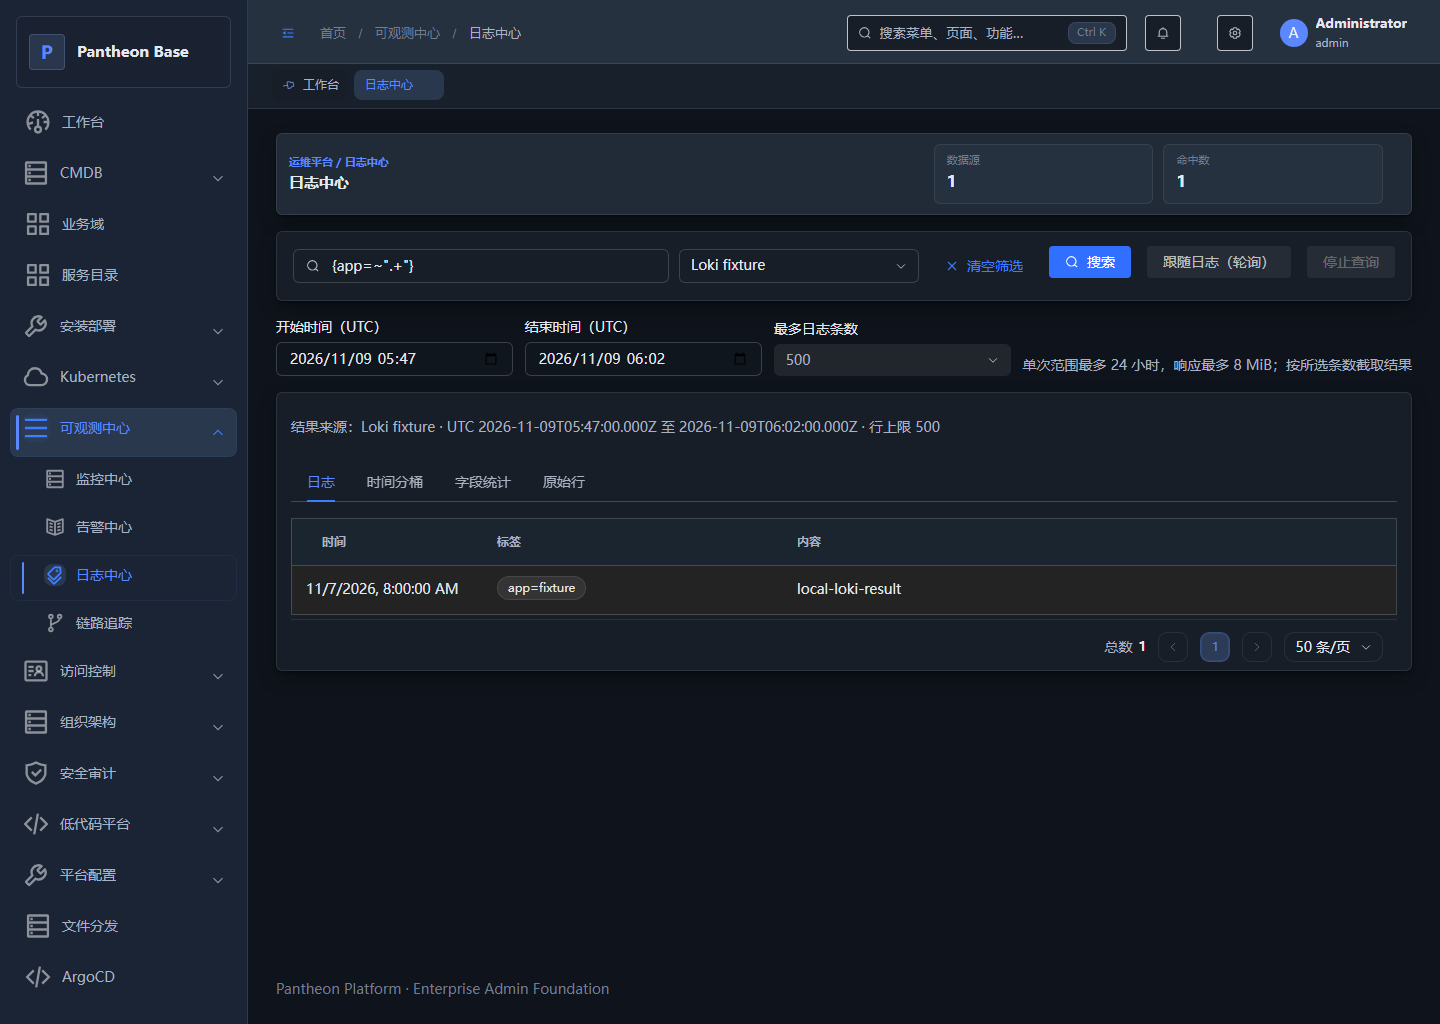 P Pantheon Base
首页 / 可观测中心 / 日志中心
搜索菜单、页面、功能... Ctrl K
A Administrator
admin
工作台
日志中心
工作台
CMDB
业务域
服务目录
安装部署
Kubernetes
可观测中心
监控中心
告警中心
日志中心
链路追踪
访问控制
组织架构
安全审计
低代码平台
平台配置
文件分发
ArgoCD
运维平台 / 日志中心
日志中心
数据源
1
命中数
1
{app=~".+"}
Loki fixture
清空筛选
搜索
跟随日志（轮询）
停止查询
开始时间（UTC）
2026/11/09 05:47
结束时间（UTC）
2026/11/09 06:02
最多日志条数
500
单次范围最多 24 小时，响应最多 8 MiB；按所选条数截取结果
结果来源：Loki fixture · UTC 2026-11-09T05:47:00.000Z 至 2026-11-09T06:02:00.000Z · 行上限 500
日志 时间分桶 字段统计 原始行
时间 标签 内容
11/7/2026, 8:00:00 AM app=fixture local-loki-result
总数 1 1 50 条/页
Pantheon Platform · Enterprise Admin Foundation